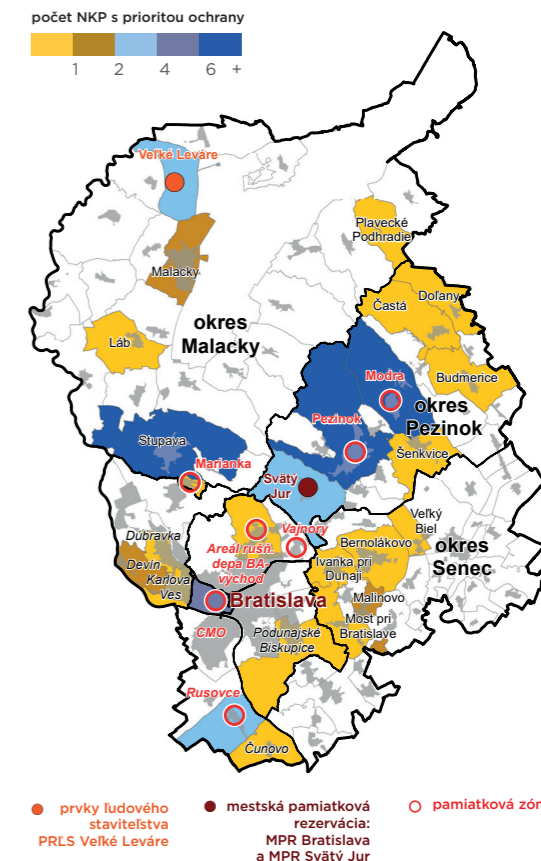 počet NKP s prioritou ochrany
1 2 4 6 +
Veľké Leváre
Plavecké
Podhradie
Malacky
Častá
Doľany
Láb
okres
Malacky
Modra
Budmerice
okres
Pezinok
Pezinok
Stupava
Šenkvice
Marianka
Svätý
Jur
Veľký
Biel
Vajnory
Areál rušň.
depa BA-
východ
Dúbravka
Bernolákovo
okres
Senec
Ivanka pri
Dunaji
Devín
Karlova
Ves
Malinovo
Bratislava
Most pri
Bratislave
CMO
Podunajské
Biskupice
Rusovce
Čunovo
prvky ľudového
staviteľstva
PRĽS Veľké Leváre
mestská pamiatková
rezervácia:
MPR Bratislava
a MPR Svätý Jur
pamiatková zón